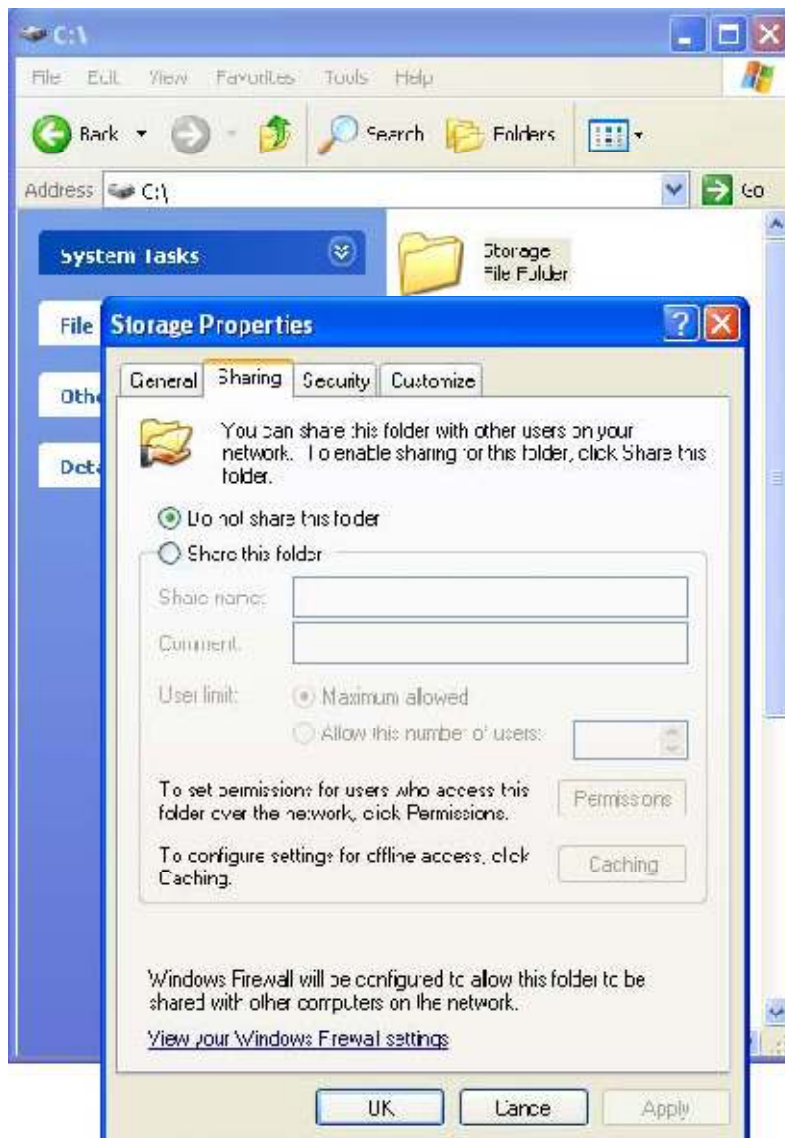 C:\
File Edit View Favorites Tools Help
Back Search Folders
Address C:\ Go
System Tasks
Storage
File Folder
File
Othe
Deta
Storage Properties
General Sharing Security Customize
You can share this folder with other users on your
network. To enable sharing for this folder, click Share this
folder.
Do not share this folder
Share this folder
Share name:
Comment:
User limit: Maximum allowed
Allow this number of users:
To set permissions for users who access this
folder over the network, click Permissions.
Permissions
To configure settings for offline access, click
Caching.
Caching
Windows Firewall will be configured to allow this folder to be
shared with other computers on the network.
View your Windows Firewall settings
OK Cancel Apply